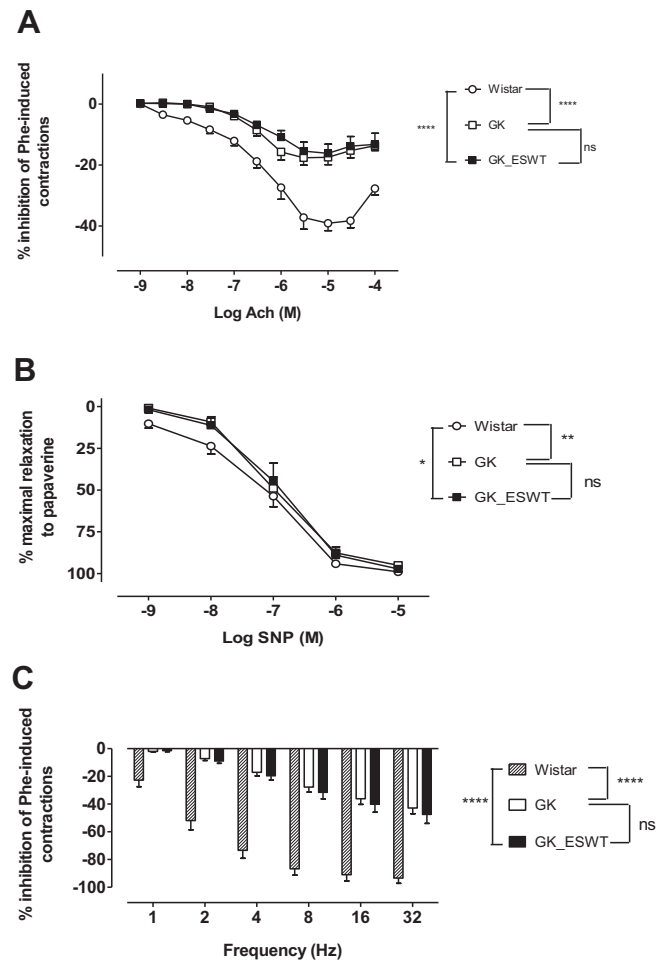 A
% inhibition of Phe-induced
contractions
0
-20
-40
-9 -8 -7 -6 -5 -4
Log Ach (M)
Wistar
GK
GK_ESWT
****
****
ns
B
% maximal relaxation
to papaverine
0
25
50
75
100
-9 -8 -7 -6 -5
Log SNP (M)
Wistar
GK
GK_ESWT
*
**
ns
C
% inhibition of Phe-induced
contractions
0
-20
-40
-60
-80
-100
1 2 4 8 16 32
Frequency (Hz)
Wistar
GK
GK_ESWT
****
****
ns